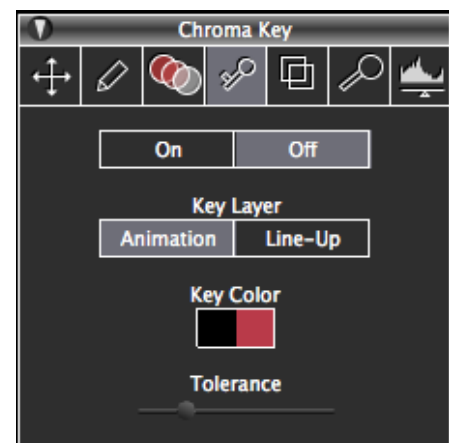 Chroma Key
On Off
Key Layer
Animation Line-Up
Key Color
Tolerance